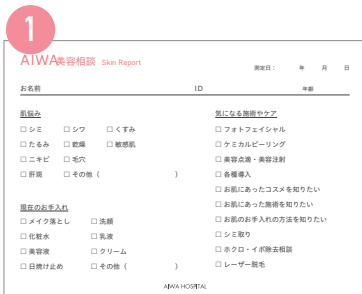 1
AIWA美容相談 Skin Report
測定日： 年 月 日
お名前 ID 年齢
肌悩み
□ シミ □ シワ □ くすみ
□ たるみ □ 乾燥 □ 敏感肌
□ ニキビ □ 毛穴
□ 肝斑 □ その他（ ）
現在のお手入れ
□ メイク落とし □ 洗顔
□ 化粧水 □ 乳液
□ 美容液 □ クリーム
□ 日焼け止め □ その他（ ）
気になる施術やケア
□ フォトフェイシャル
□ ケミカルピーリング
□ 美容点滴・美容注射
□ 各種導入
□ お肌にあったコスメを知りたい
□ お肌にあった施術を知りたい
□ お肌のお手入れの方法を知りたい
□ シミ取り
□ ホクロ・イボ除去相談
□ レーザー脱毛
AIWA HOSPITAL